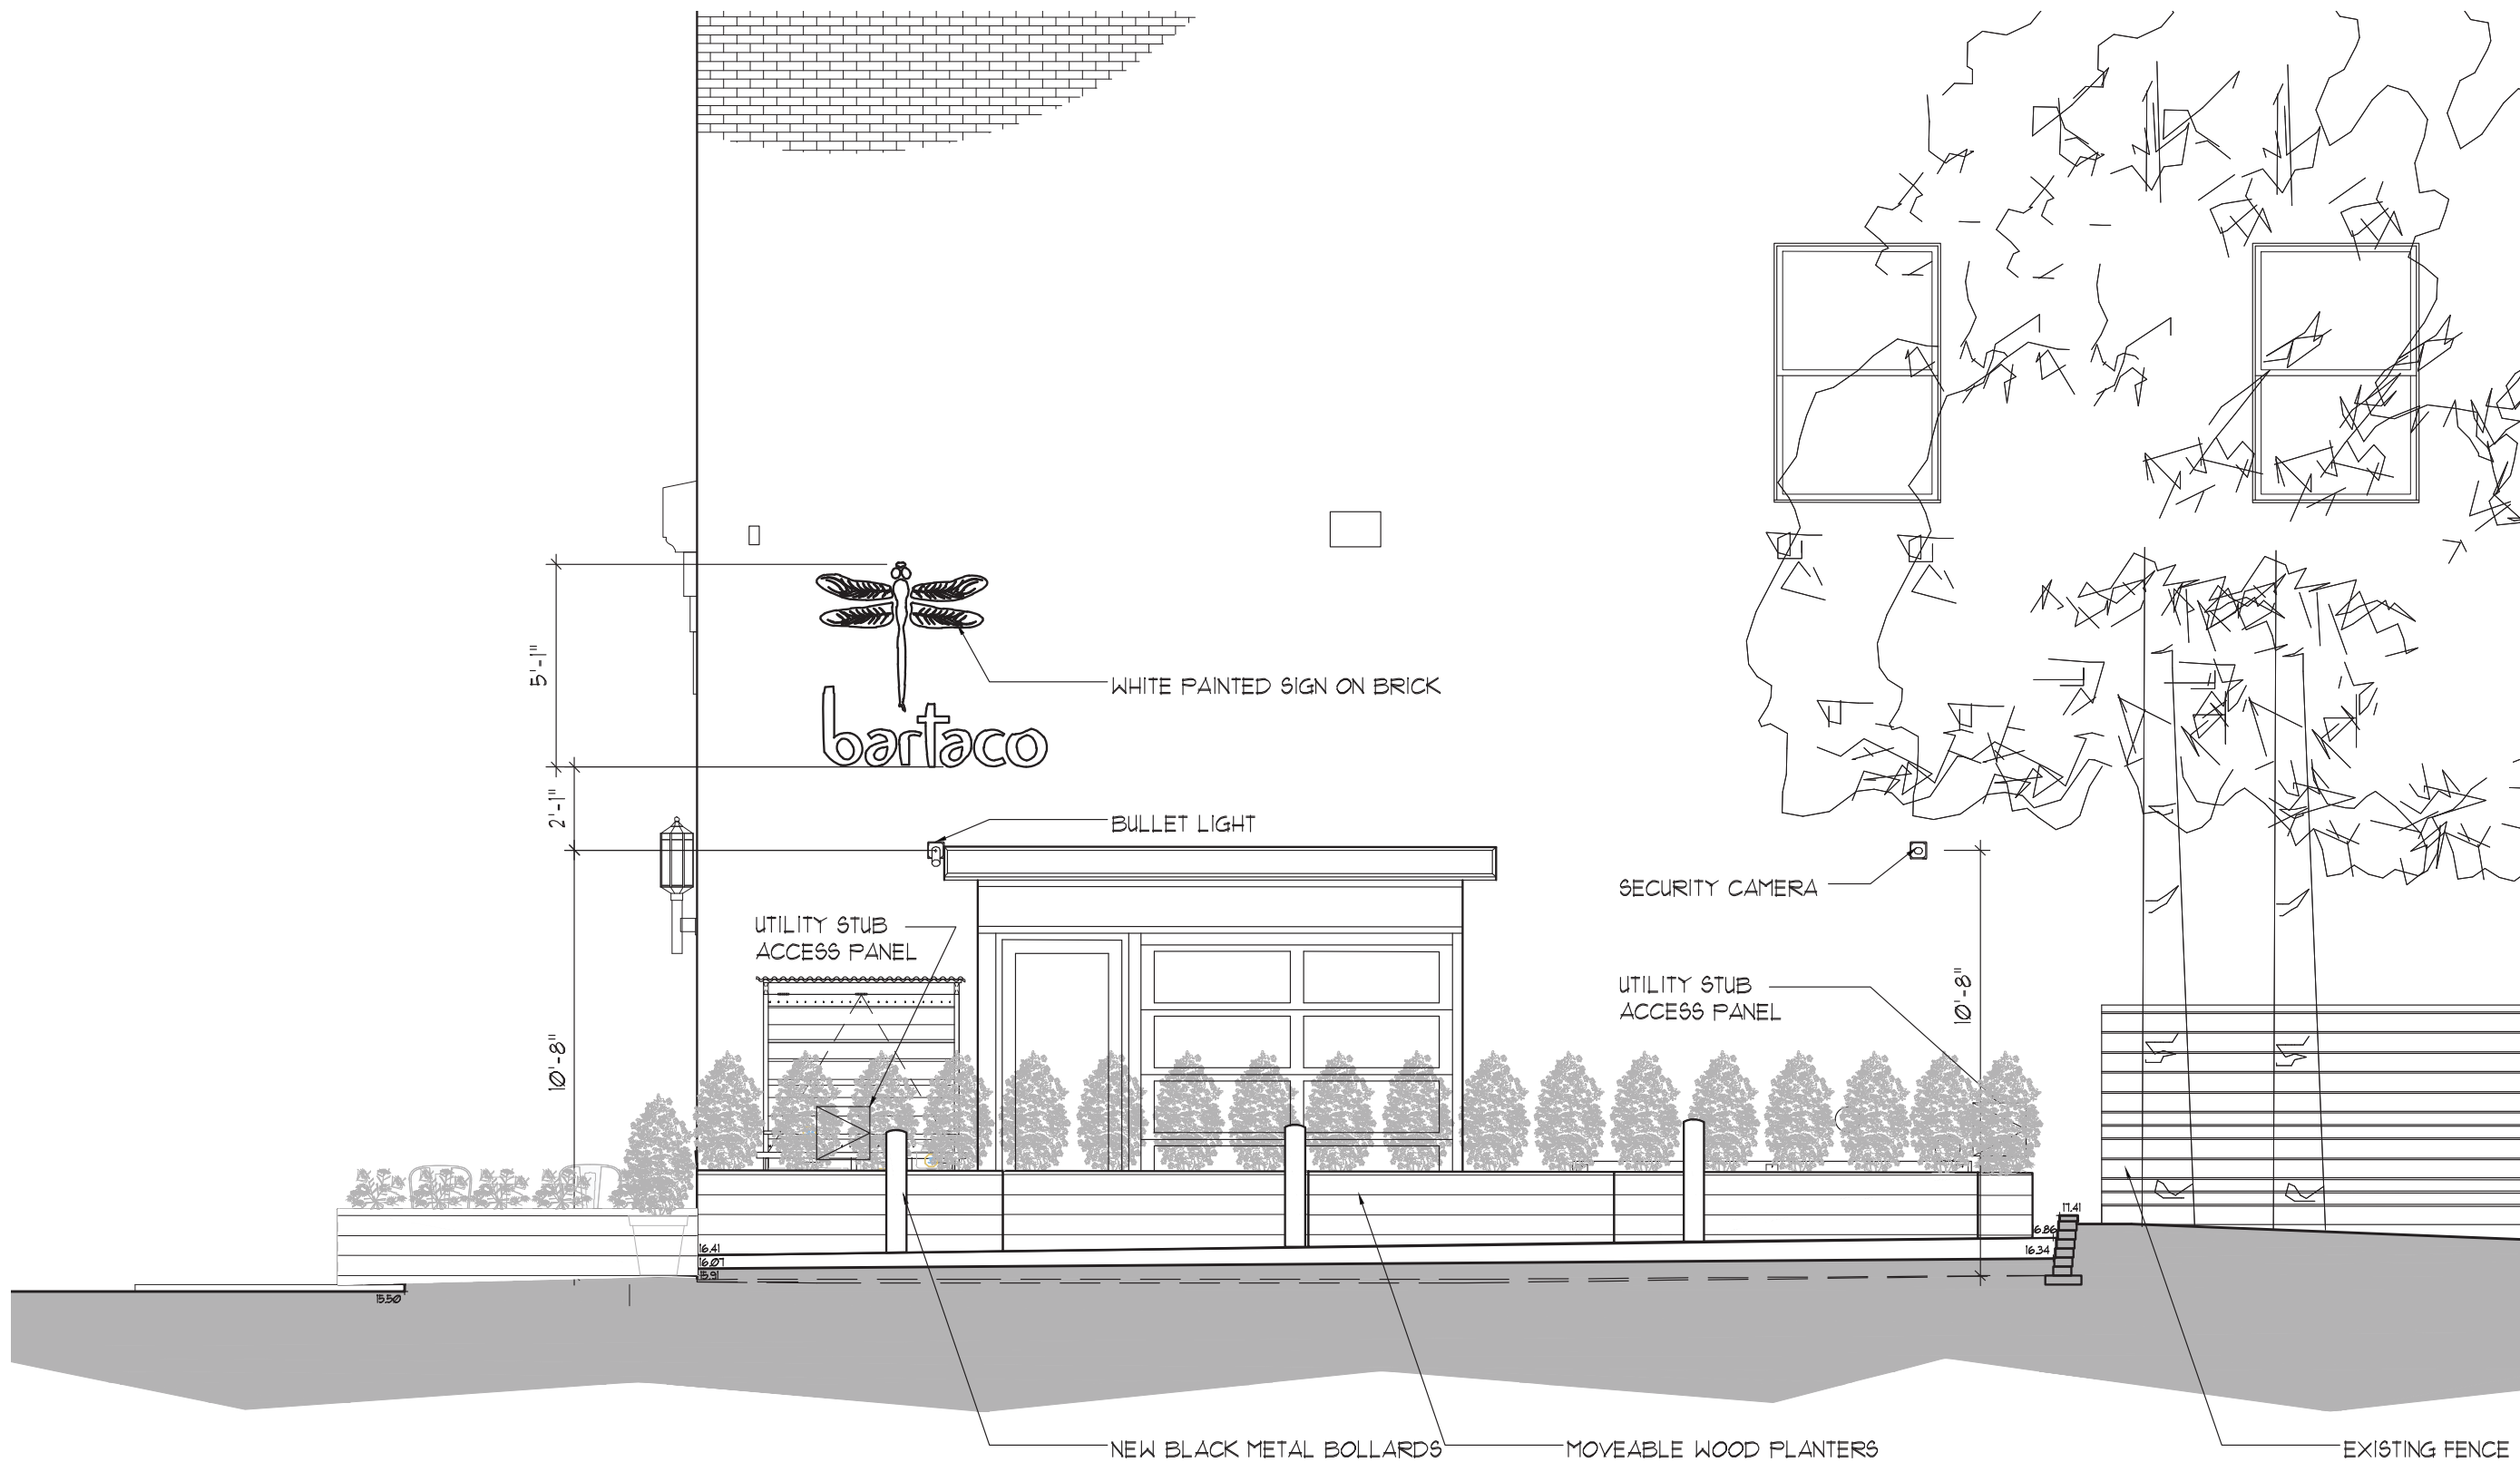 5'-1"
WHITE PAINTED SIGN ON BRICK
bartaco
2'-1"
BULLET LIGHT
SECURITY CAMERA
UTILITY STUB
ACCESS PANEL
UTILITY STUB
ACCESS PANEL
10'-8"
10'-8"
17.41
6.86
16.41
16.34
16.07
15.91
15.50
NEW BLACK METAL BOLLARDS
MOVEABLE WOOD PLANTERS
EXISTING FENCE